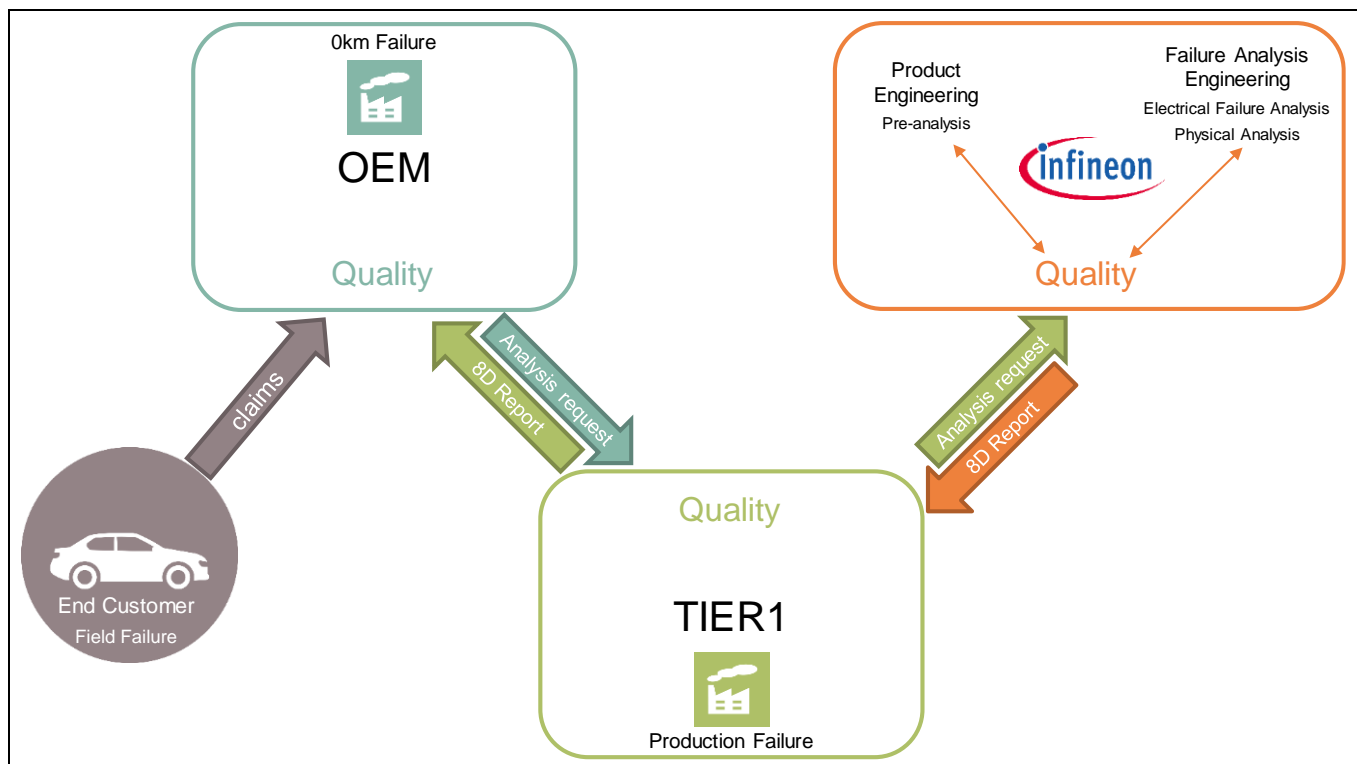 0km Failure
OEM
Quality
Product
Engineering
Pre-analysis
Failure Analysis
Engineering
Electrical Failure Analysis
Physical Analysis
infineon
Quality
claims
8D Report
Analysis request
Analysis request
8D Report
End Customer
Field Failure
Quality
TIER1
Production Failure